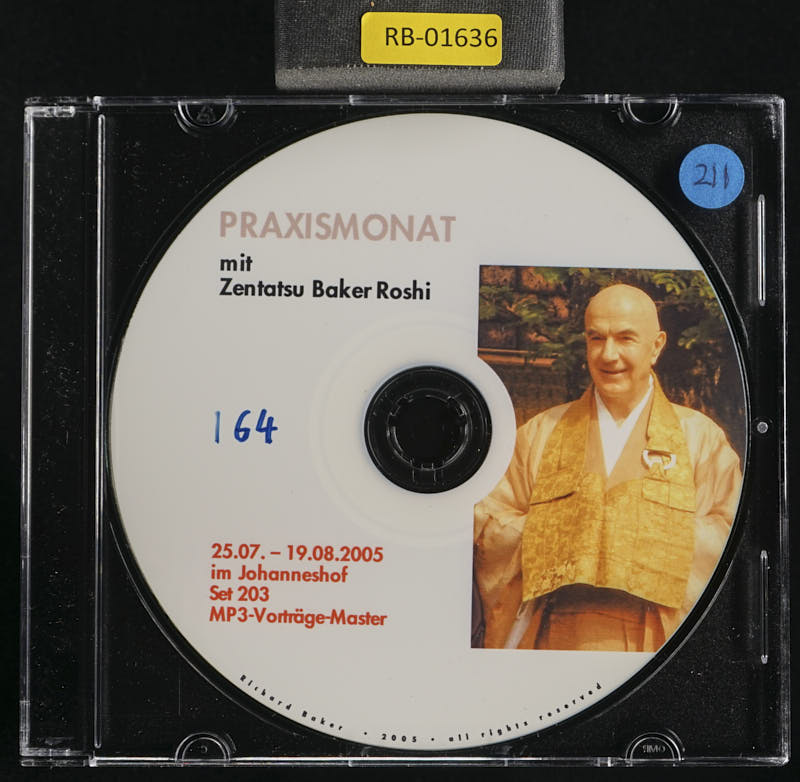 RB-01636
211
PRAXISMONAT
mit
Zentatsu Baker Roshi
164
25.07. – 19.08.2005
im Johanneshof
Set 203
MP3-Vorträge-Master
Richard Baker • 2005 • all rights reserved